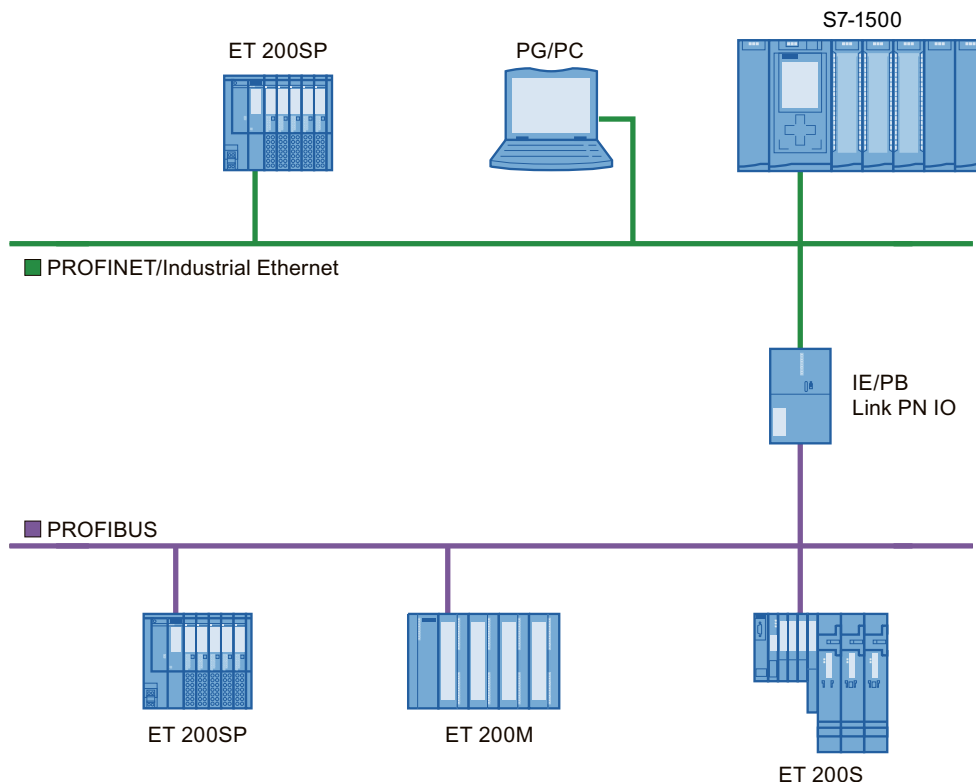 S7-1500
ET 200SP
PG/PC
PROFINET/Industrial Ethernet
IE/PB
Link PN IO
PROFIBUS
ET 200SP
ET 200M
ET 200S